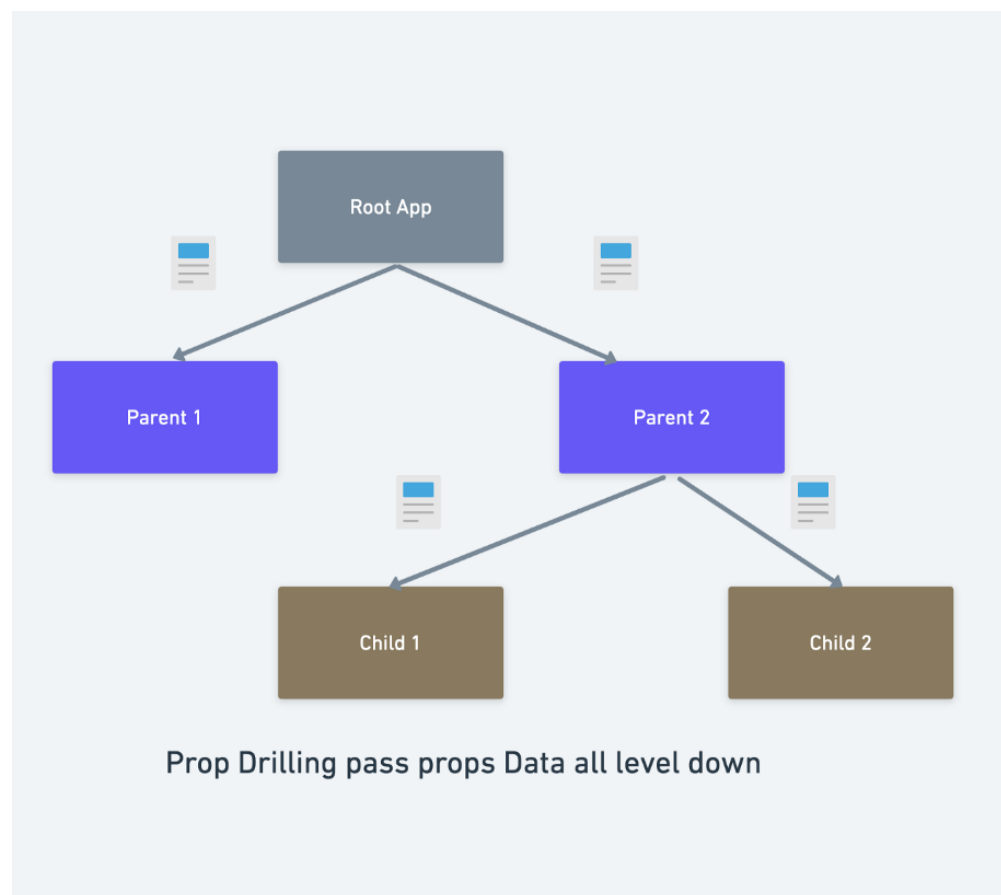 Root App
Parent 1
Parent 2
Child 1
Child 2
Prop Drilling pass props Data all level down